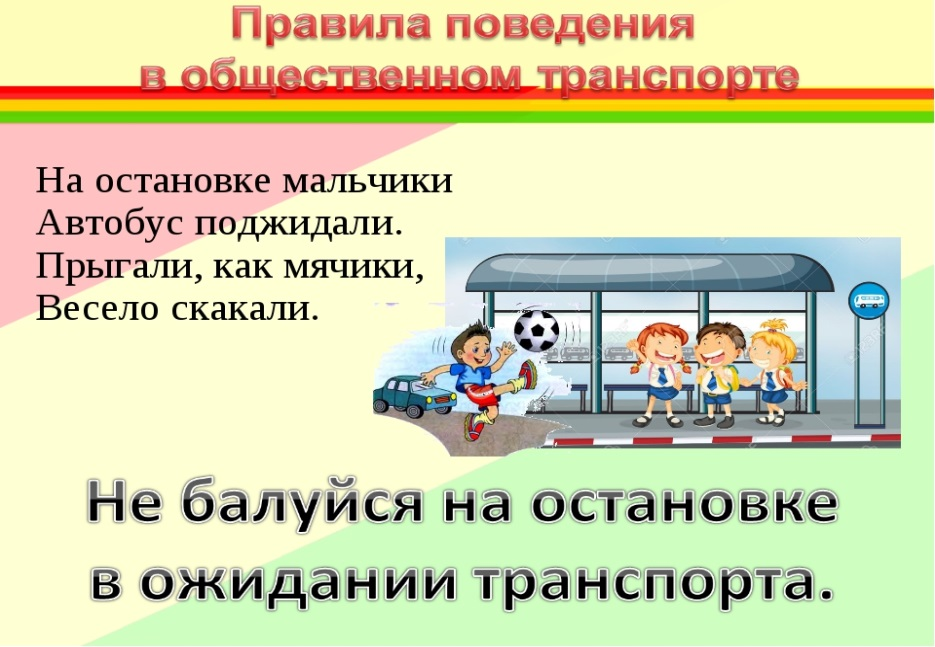 Правила поведения
в общественном транспорте
На остановке мальчики
Автобус поджидали.
Прыгали, как мячики,
Весело скакали.
Не балуйся на остановке
в ожидании транспорта.